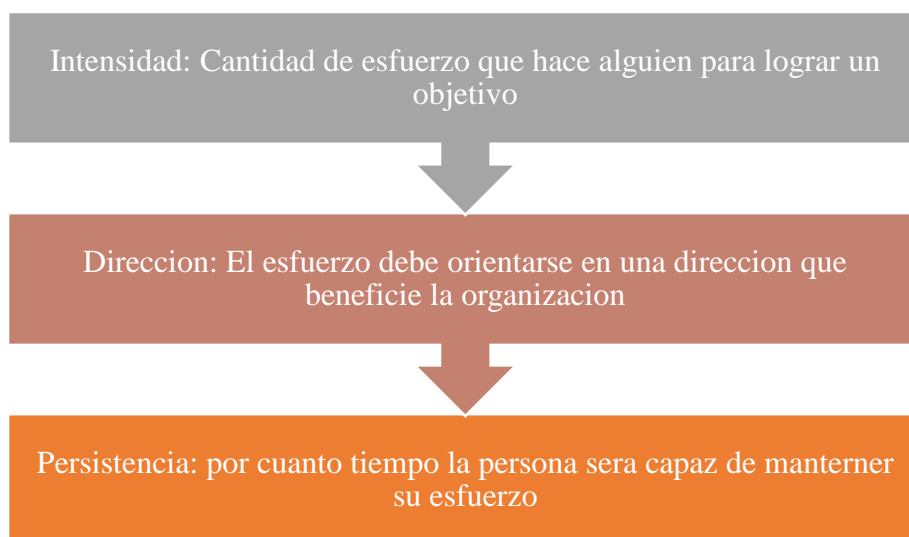 Intensidad: Cantidad de esfuerzo que hace alguien para lograr un
objetivo
Direccion: El esfuerzo debe orientarse en una direccion que
beneficie la organizacion
Persistencia: por cuanto tiempo la persona sera capaz de manterner
su esfuerzo